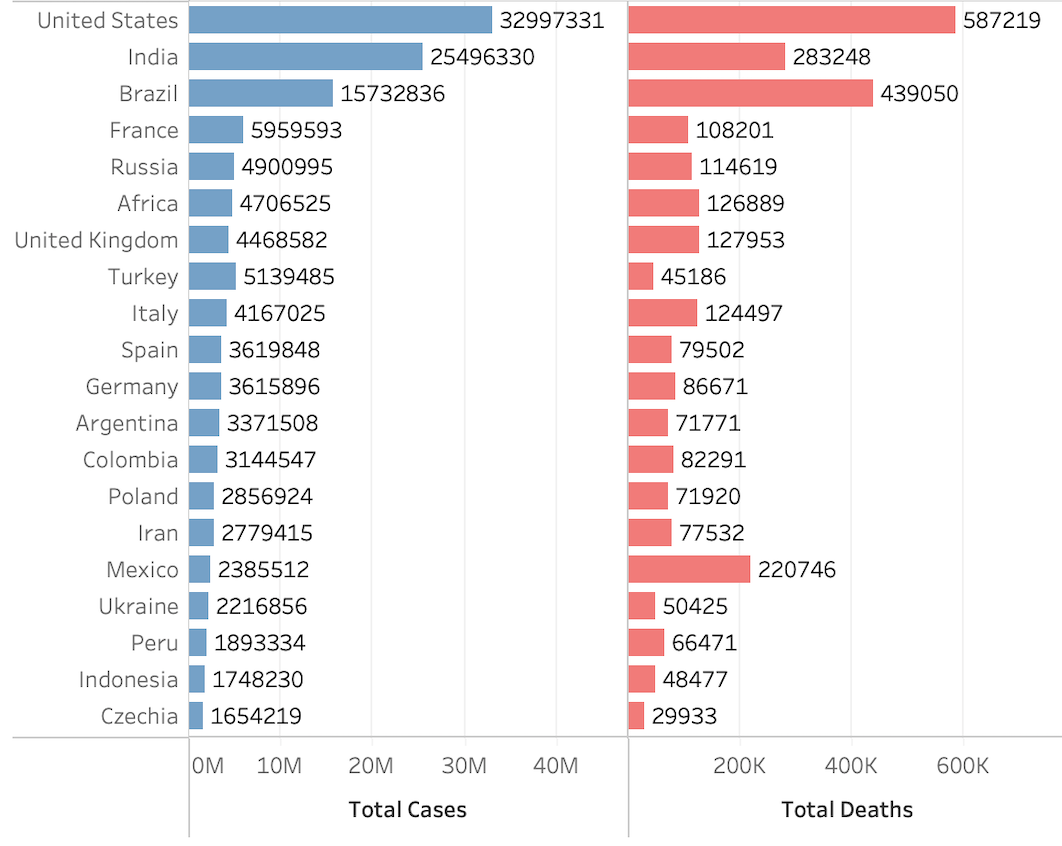 United States 32997331 587219
India 25496330 283248
Brazil 15732836 439050
France 5959593 108201
Russia 4900995 114619
Africa 4706525 126889
United Kingdom 4468582 127953
Turkey 5139485 45186
Italy 4167025 124497
Spain 3619848 79502
Germany 3615896 86671
Argentina 3371508 71771
Colombia 3144547 82291
Poland 2856924 71920
Iran 2779415 77532
Mexico 2385512 220746
Ukraine 2216856 50425
Peru 1893334 66471
Indonesia 1748230 48477
Czechia 1654219 29933
0M 10M 20M 30M 40M 200K 400K 600K
Total Cases Total Deaths